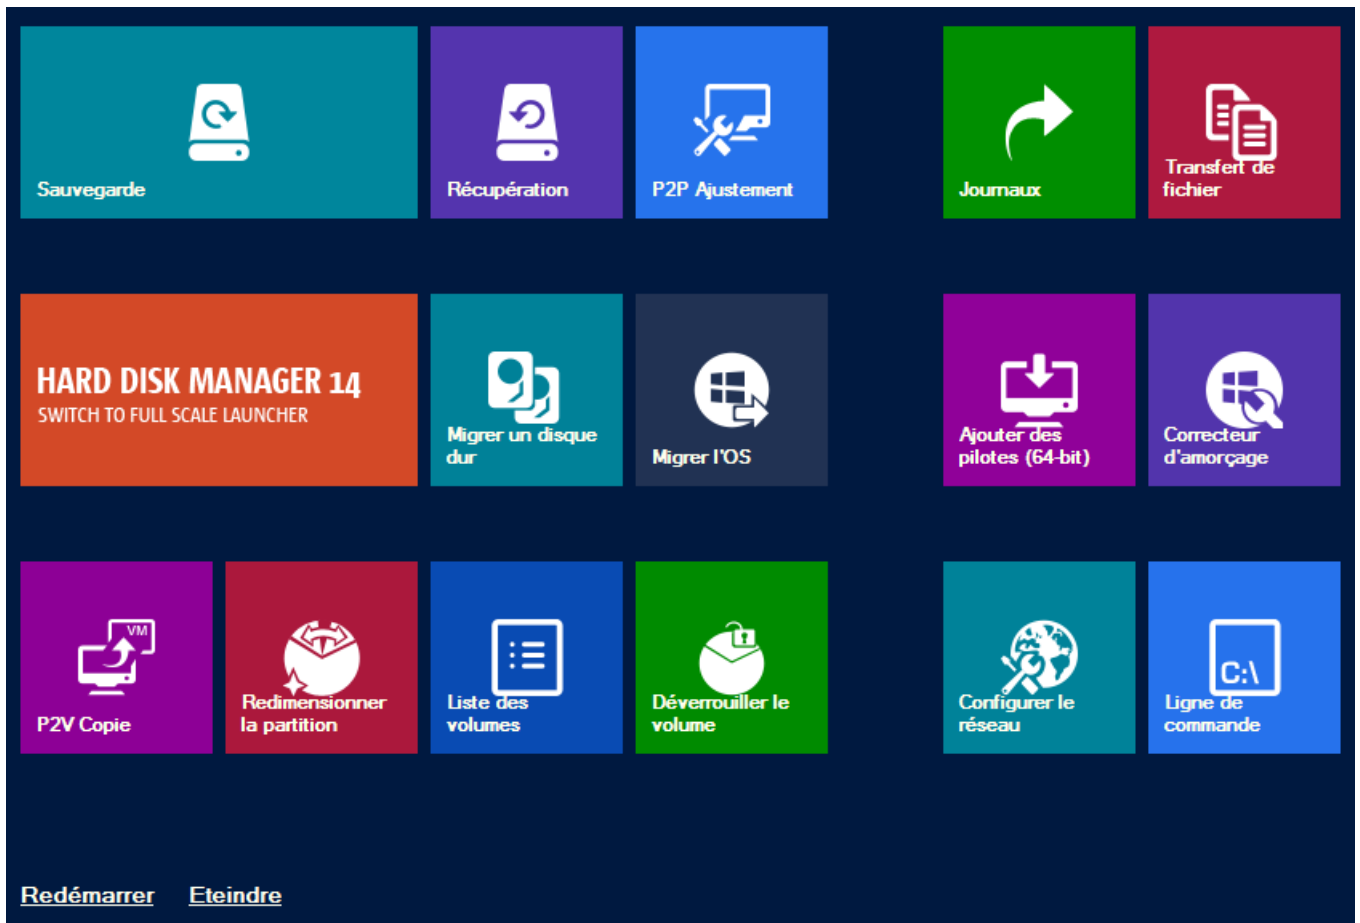 Sauvegarde
Récupération
P2P Ajustement
Journaux
Transfert de
fichier
HARD DISK MANAGER 14
SWITCH TO FULL SCALE LAUNCHER
Migrer un disque
dur
Migrer l'OS
Ajouter des
pilotes (64-bit)
Correcteur
d'amorçage
VM
P2V Copie
Redimensionner
la partition
Liste des
volumes
Déverrouiller le
volume
Configurer le
réseau
C:\
Ligne de
commande
Redémarrer
Eteindre